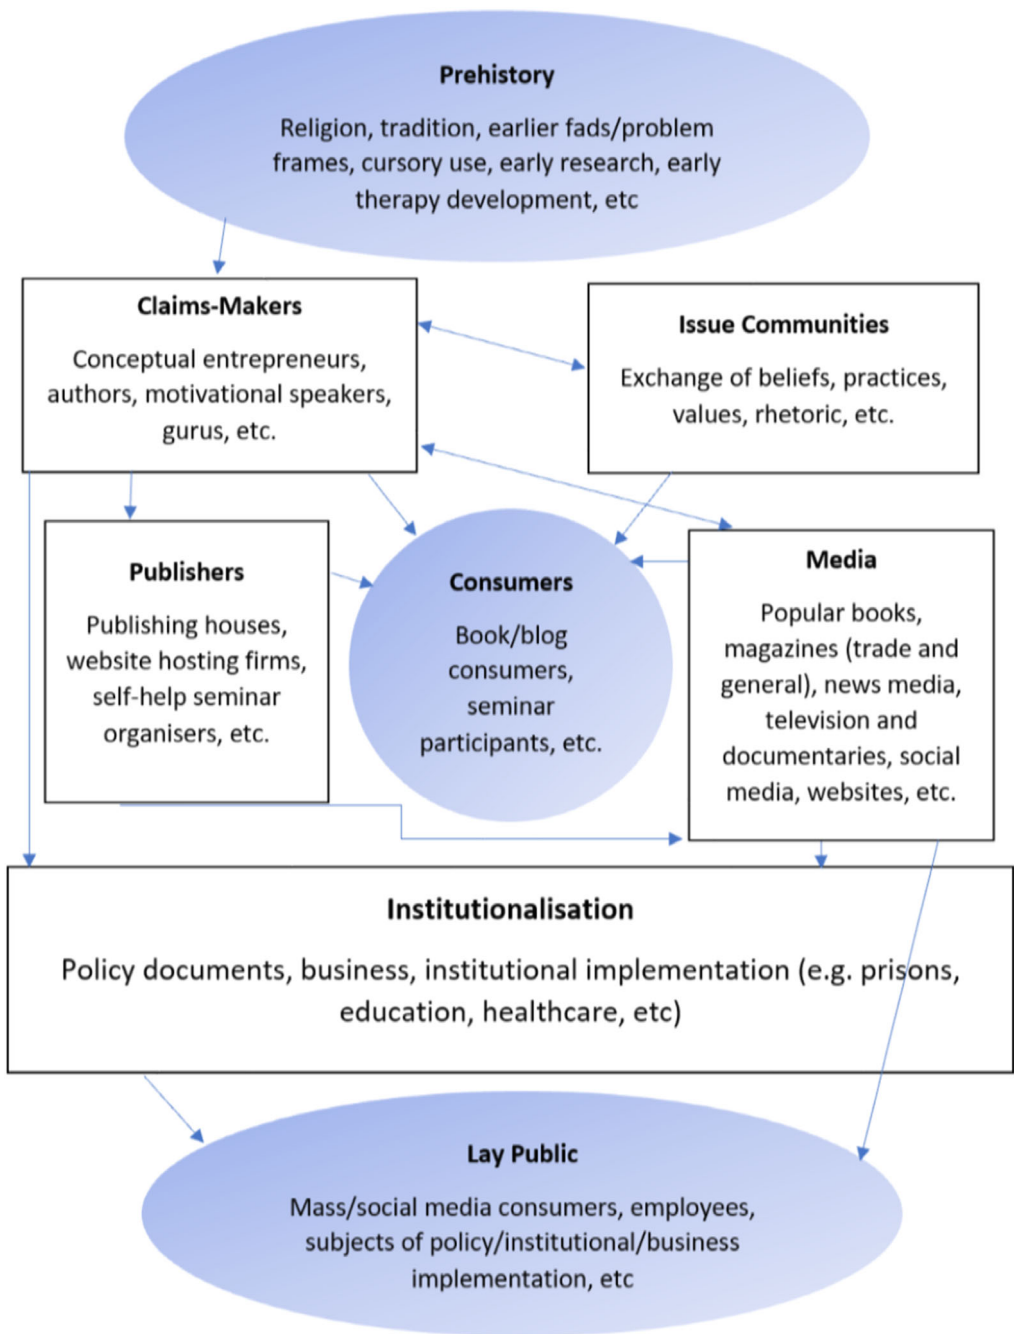 Prehistory
Religion, tradition, earlier fads/problem
frames, cursory use, early research, early
therapy development, etc
Claims-Makers
Conceptual entrepreneurs,
authors, motivational speakers,
gurus, etc.
Issue Communities
Exchange of beliefs, practices,
values, rhetoric, etc.
Publishers
Publishing houses,
website hosting firms,
self-help seminar
organisers, etc.
Consumers
Book/blog
consumers,
seminar
participants, etc.
Media
Popular books,
magazines (trade and
general), news media,
television and
documentaries, social
media, websites, etc.
Institutionalisation
Policy documents, business, institutional implementation (e.g. prisons,
education, healthcare, etc)
Lay Public
Mass/social media consumers, employees,
subjects of policy/institutional/business
implementation, etc